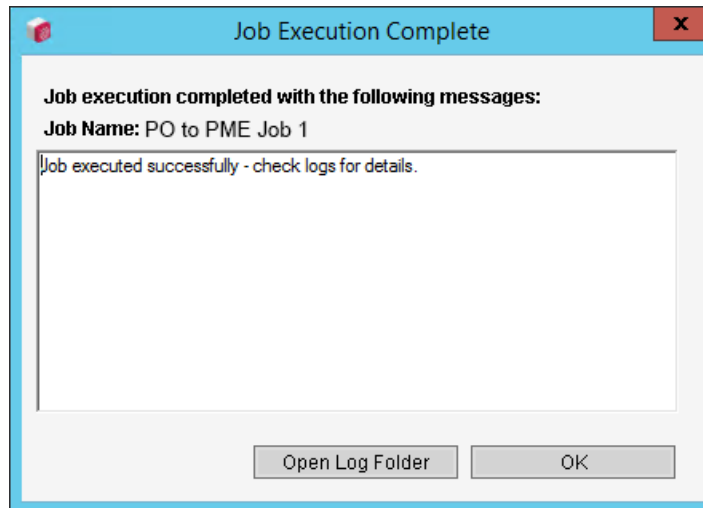 Job Execution Complete
x
Job execution completed with the following messages:
Job Name: PO to PME Job 1
Job executed successfully - check logs for details.
Open Log Folder OK